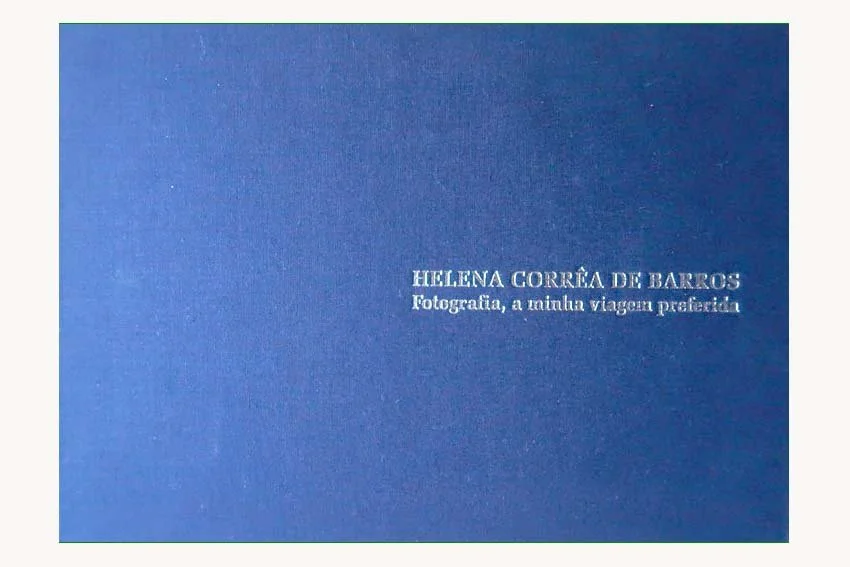 HELENA CORRÊA DE BARROS
Fotografia, a minha viagem preferida